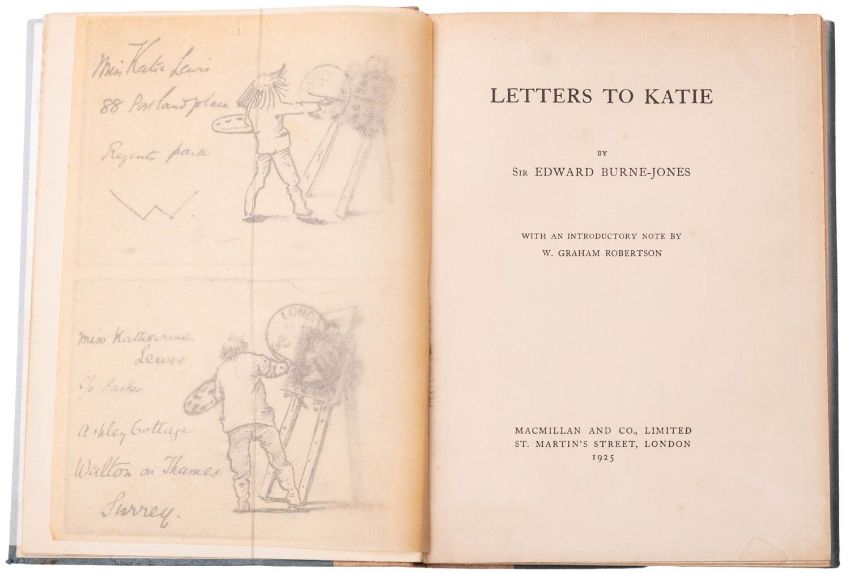 Miss Katie Lewis
88 Portland place
Regents park
W.
LONDON
Miss Katharine
Lewis
c/o Parker
Ashley Cottage
Walton on Thames
Surrey.
LETTERS TO KATIE
BY
SIR EDWARD BURNE-JONES
WITH AN INTRODUCTORY NOTE BY
W. GRAHAM ROBERTSON
MACMILLAN AND CO., LIMITED
ST. MARTIN'S STREET, LONDON
1925